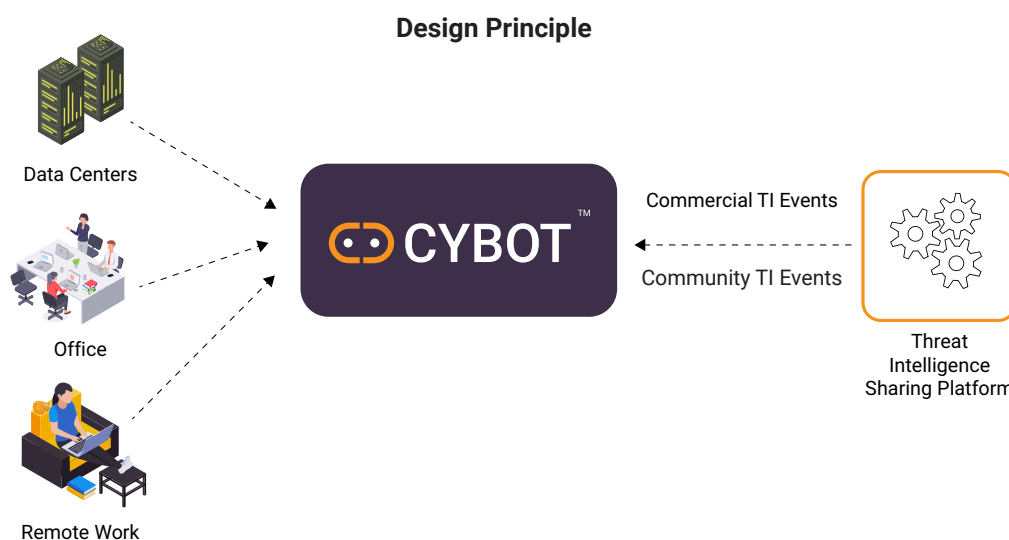 Design Principle
Data Centers
Office
Remote Work
CYBOT™
Commercial TI Events
Community TI Events
Threat
Intelligence
Sharing Platform